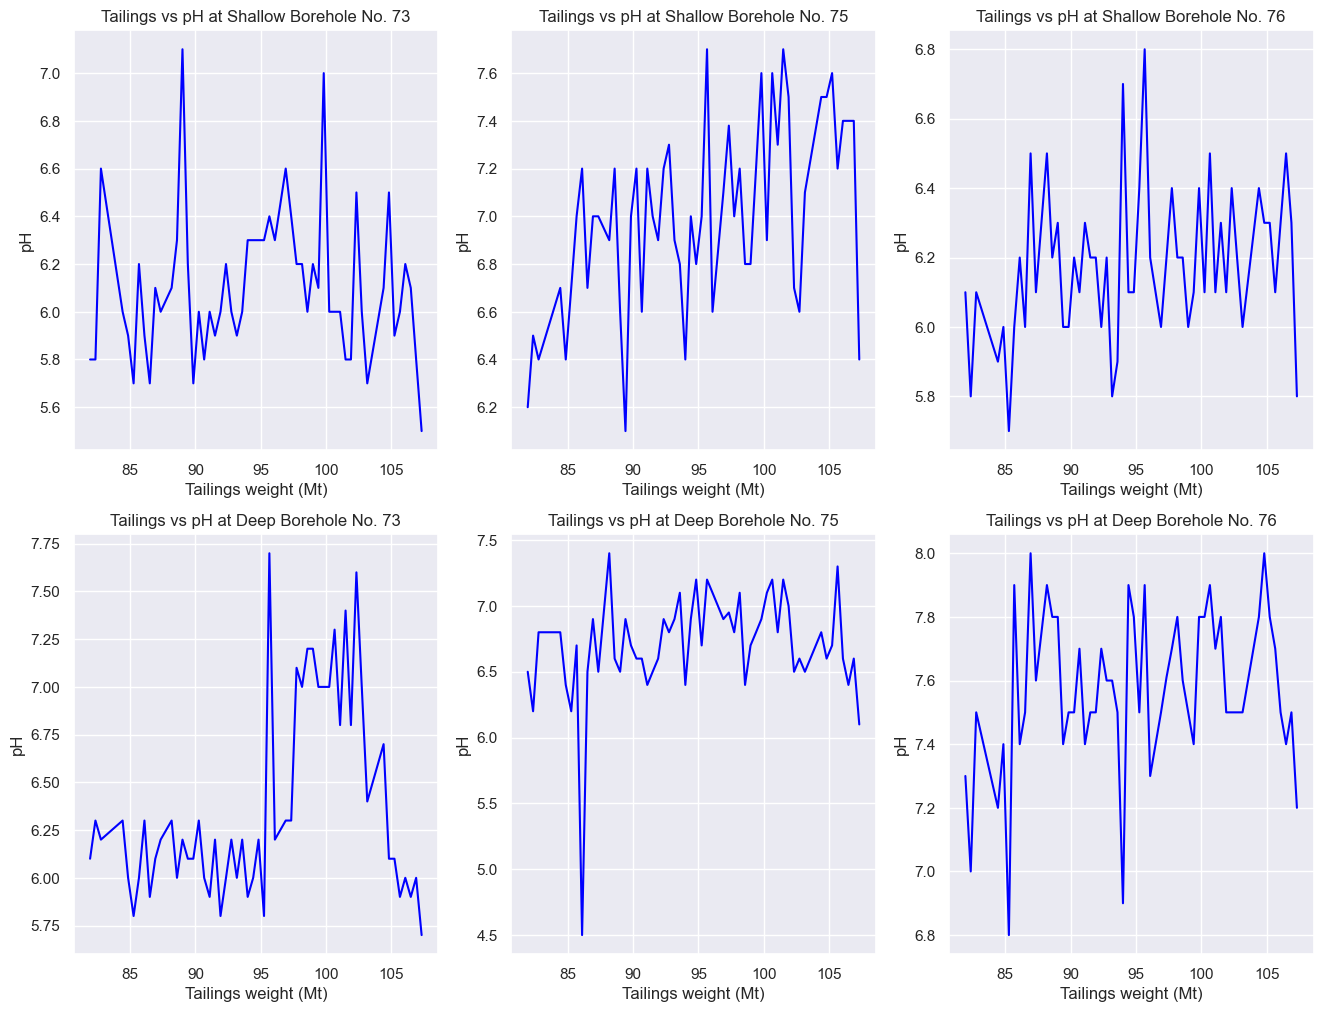 Tailings vs pH at Shallow Borehole No. 73
7.0
6.8
6.6
6.4
6.2
6.0
5.8
5.6
pH
85 90 95 100 105
Tailings weight (Mt)
Tailings vs pH at Shallow Borehole No. 75
7.6
7.4
7.2
7.0
6.8
6.6
6.4
6.2
pH
85 90 95 100 105
Tailings weight (Mt)
Tailings vs pH at Shallow Borehole No. 76
6.8
6.6
6.4
6.2
6.0
5.8
pH
85 90 95 100 105
Tailings weight (Mt)
Tailings vs pH at Deep Borehole No. 73
7.75
7.50
7.25
7.00
6.75
6.50
6.25
6.00
5.75
pH
85 90 95 100 105
Tailings weight (Mt)
Tailings vs pH at Deep Borehole No. 75
7.5
7.0
6.5
6.0
5.5
5.0
4.5
pH
85 90 95 100 105
Tailings weight (Mt)
Tailings vs pH at Deep Borehole No. 76
8.0
7.8
7.6
7.4
7.2
7.0
6.8
pH
85 90 95 100 105
Tailings weight (Mt)